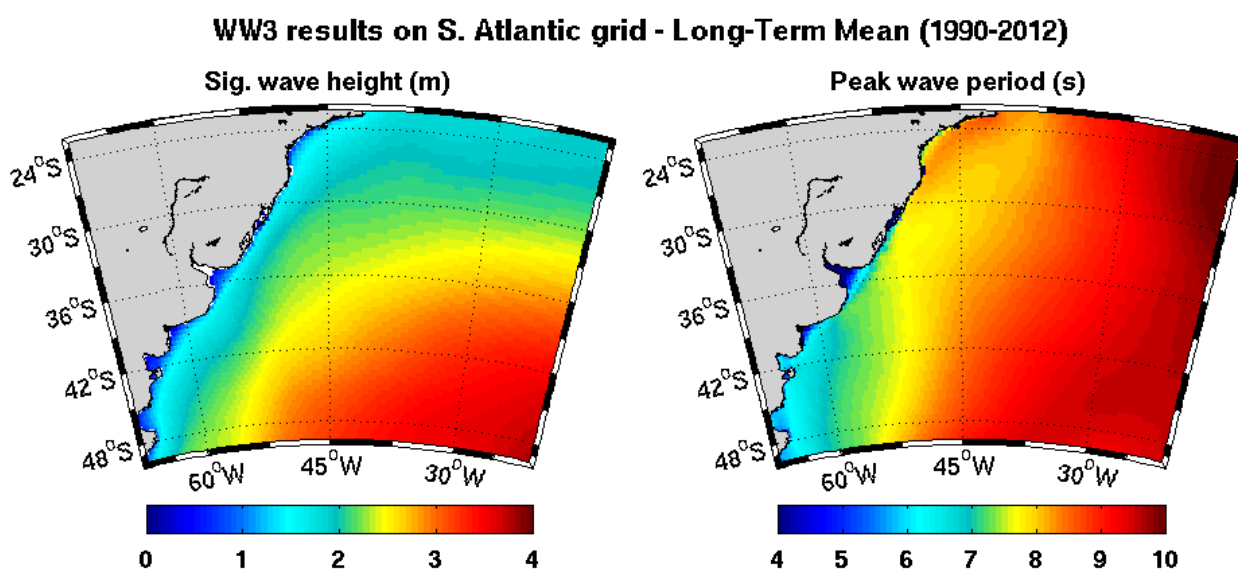 WW3 results on S. Atlantic grid - Long-Term Mean (1990-2012)
Sig. wave height (m)
24°S
30°S
36°S
42°S
48°S
60°W
45°W
30°W
0 1 2 3 4
Peak wave period (s)
24°S
30°S
36°S
42°S
48°S
60°W
45°W
30°W
4 5 6 7 8 9 10